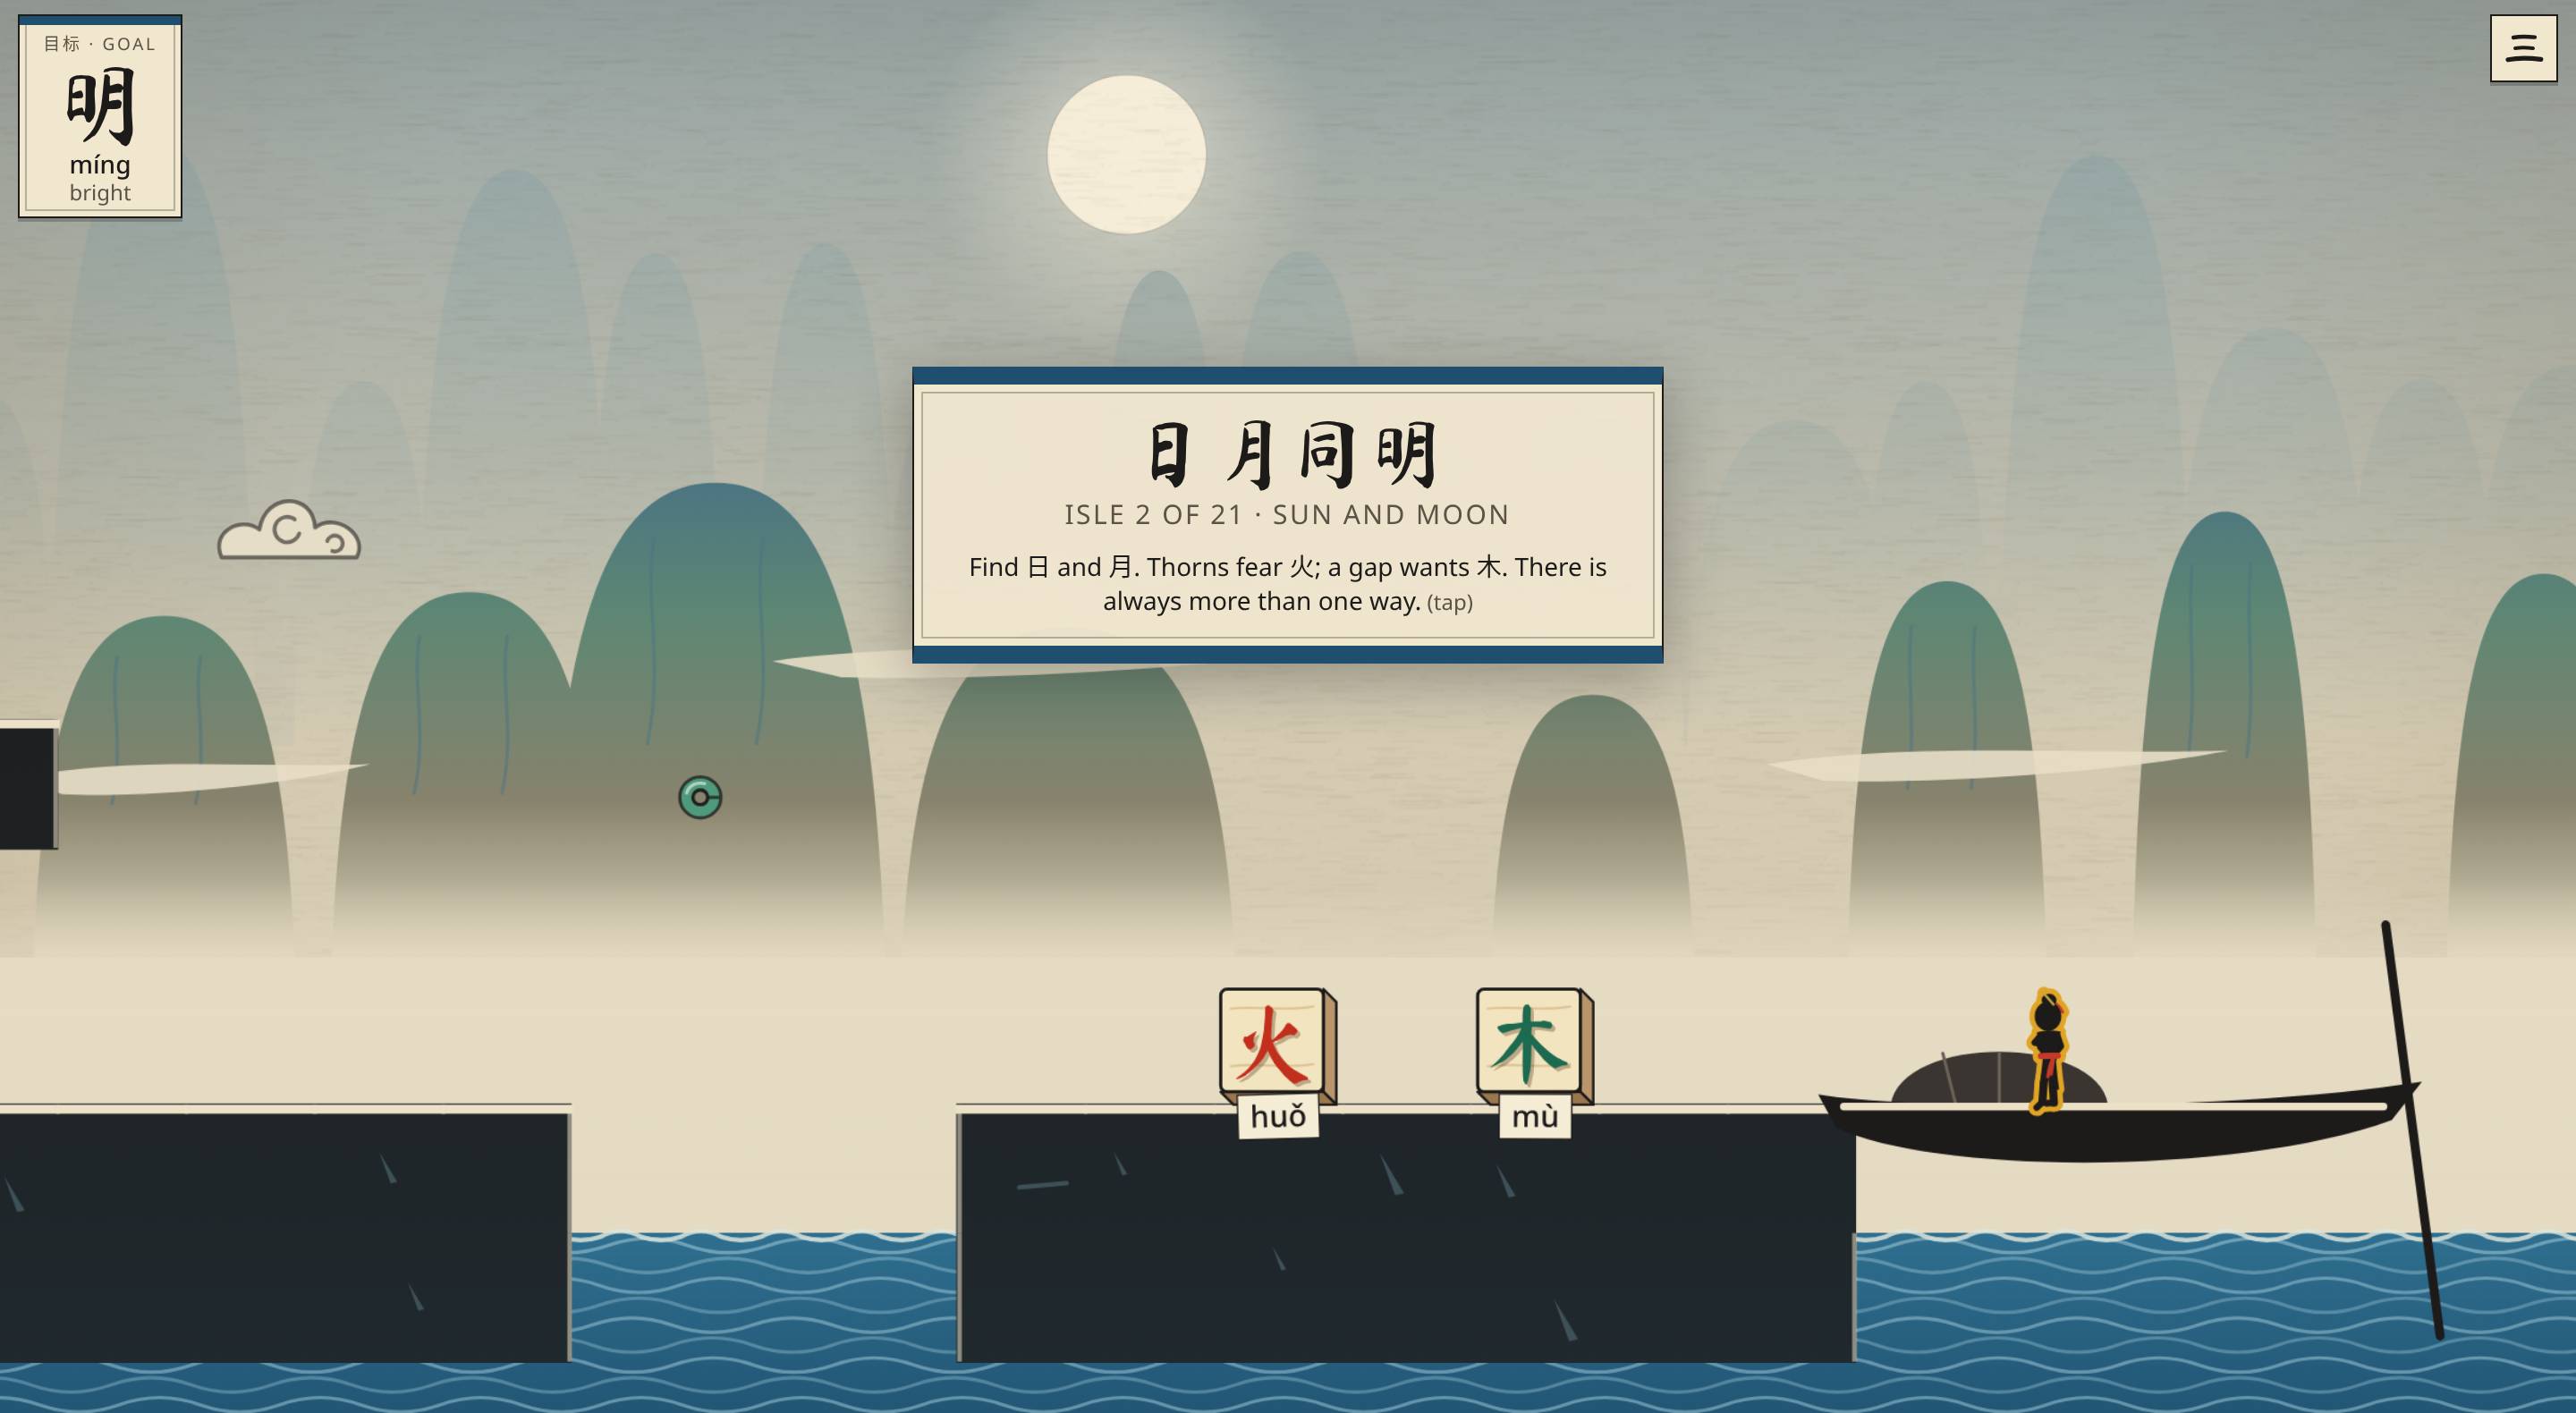 目标 · GOAL
明
míng
bright
三
日月同明
ISLE 2 OF 21 · SUN AND MOON
Find 日 and 月. Thorns fear 火; a gap wants 木. There is
always more than one way. (tap)
火
huǒ
木
mù